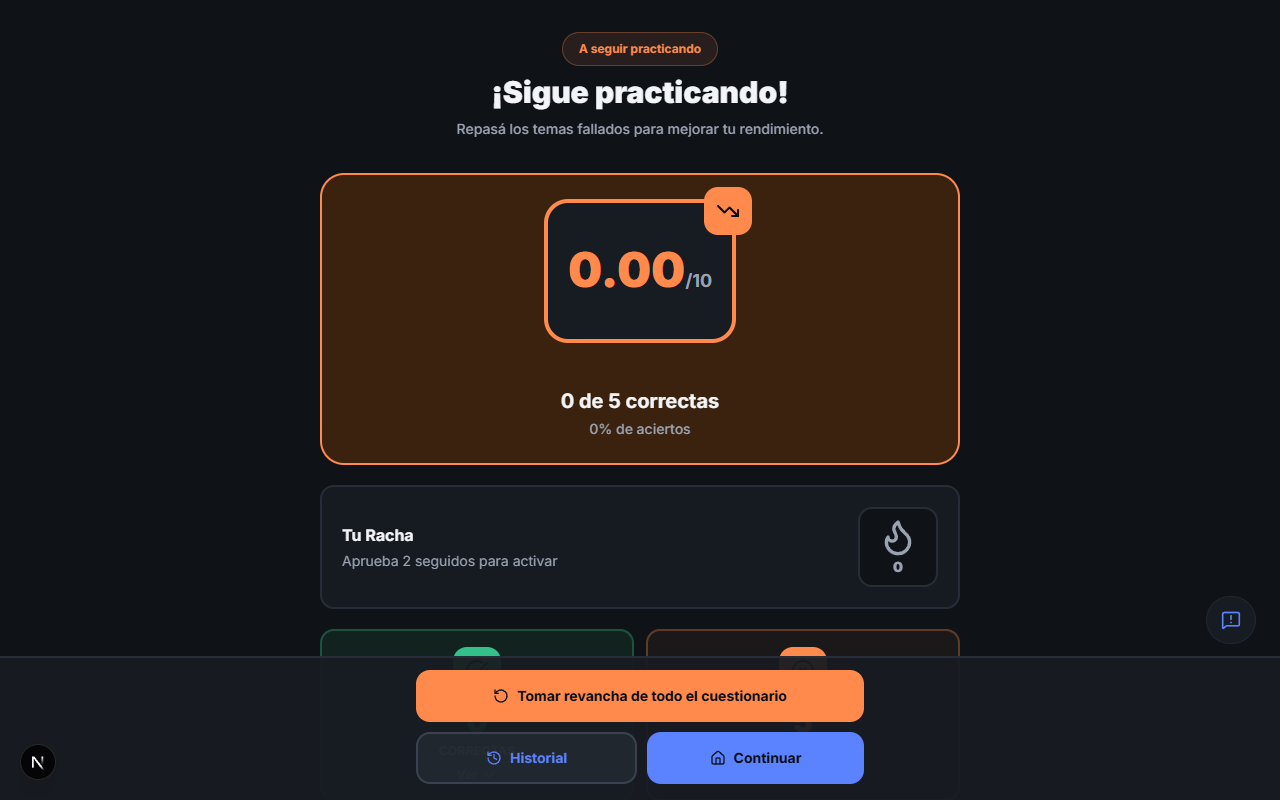 A seguir practicando
¡Sigue practicando!
Repasá los temas fallados para mejorar tu rendimiento.
0.00/10
0 de 5 correctas
0% de aciertos
Tu Racha
Aprueba 2 seguidos para activar
0
Tomar revancha de todo el cuestionario
Historial
Continuar
N